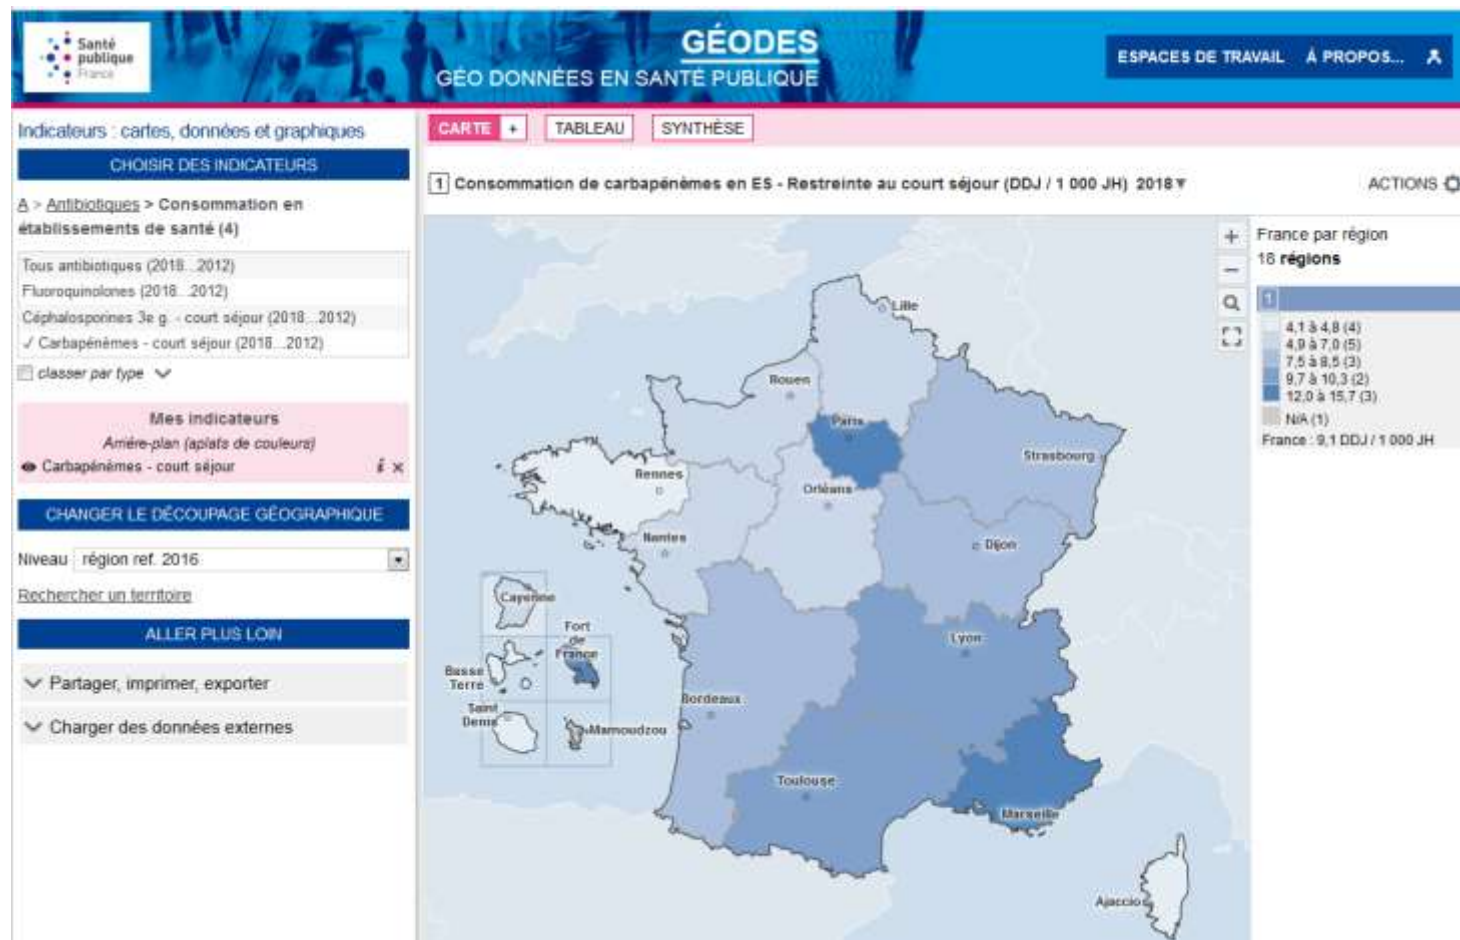 Santé
publique
France
GÉODES
GÉO DONNÉES EN SANTÉ PUBLIQUE
ESPACES DE TRAVAIL À PROPOS...
Indicateurs : cartes, données et graphiques
CHOISIR DES INDICATEURS
A > Antibiotiques > Consommation en
établissements de santé (4)
Tous antibiotiques (2018...2012)
Fluoroquinolones (2018...2012)
Céphalosporines 3e g. - court séjour (2018...2012)
✓ Carbapénèmes - court séjour (2018...2012)
classer par type
Mes indicateurs
Arrière-plan (aplats de couleurs)
Carbapénèmes - court séjour i ×
CHANGER LE DÉCOUPAGE GÉOGRAPHIQUE
Niveau région ref. 2016
Rechercher un territoire
ALLER PLUS LOIN
Partager, imprimer, exporter
Charger des données externes
CARTE + TABLEAU SYNTHÈSE
1 Consommation de carbapénèmes en ES - Restreinte au court séjour (DDJ / 1 000 JH) 2018 ▾
ACTIONS
+
−
Lille
Rouen
Paris
Strasbourg
Rennes
Orléans
Nantes
Dijon
Cayenne
Fort
de
France
Basse
Terre
Lyon
Saint
Denis
Mamoudzou
Bordeaux
Toulouse
Marseille
Ajaccio
France par région
18 régions
1
4,1 à 4,8 (4)
4,9 à 7,0 (5)
7,5 à 8,5 (3)
9,7 à 10,3 (2)
12,0 à 15,7 (3)
N/A (1)
France : 9,1 DDJ / 1 000 JH